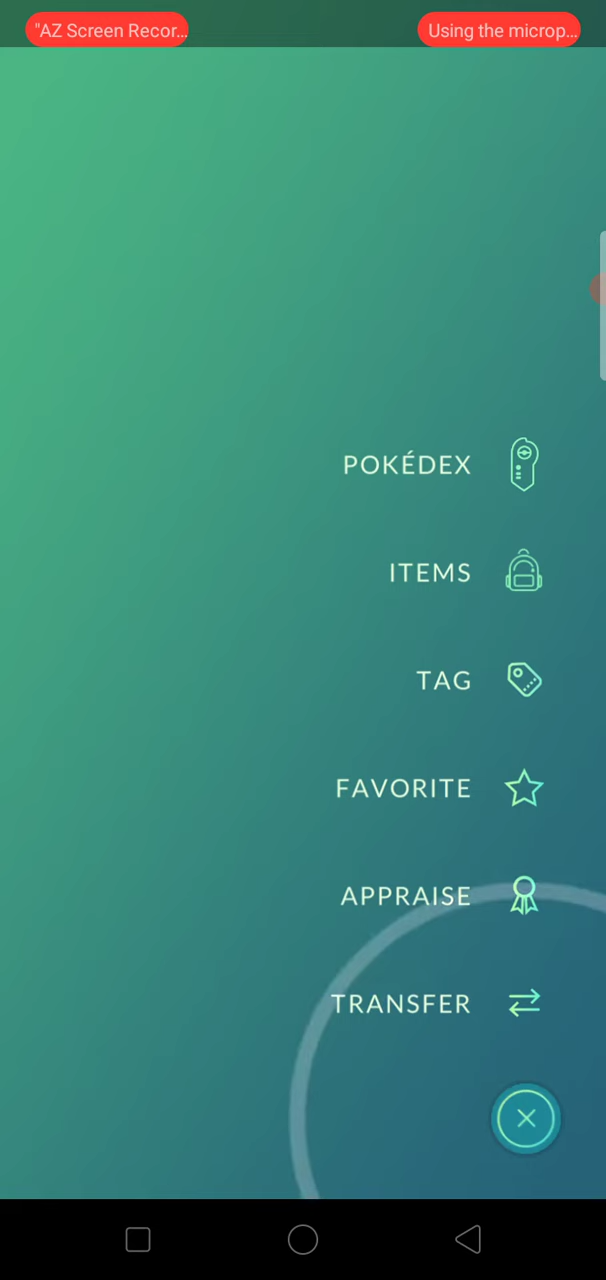 "AZ Screen Recor...
Using the microp...
POKÉDEX
ITEMS
TAG
FAVORITE
APPRAISE
TRANSFER